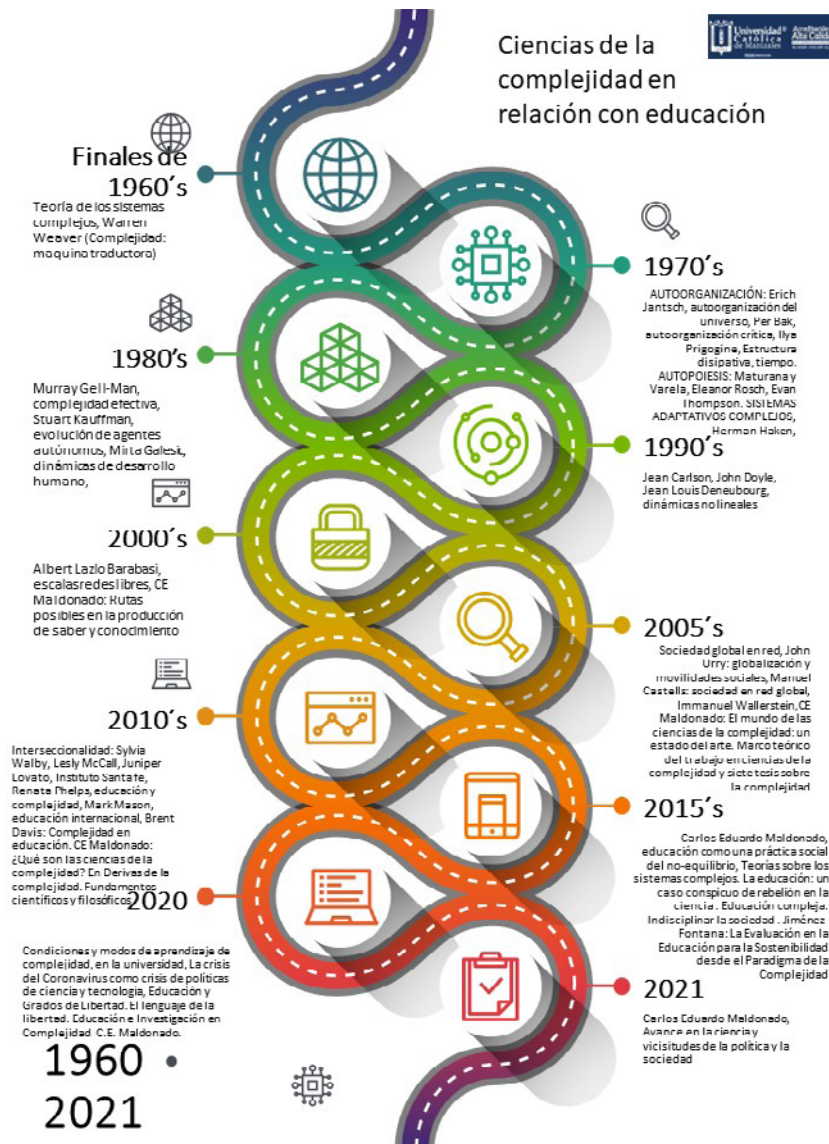 Ciencias de la
complejidad en
relación con educación
Universidad
Católica
de Manizales
Acreditación
Alta Calidad
Finales de
1960´s
Teoría de los sistemas
complejos, Warren
Weaver (Complejidad:
maquina traductora)
1970´s
AUTOORGANIZACIÓN: Erich
Jantsch, autoorganización del
universo, Per Bak,
autoorganización crítica, Ilya
Prigogine, Estructura
disipativa, tiempo.
AUTOPOIESIS: Maturana y
Varela, Eleanor Rosch, Evan
Thompson. SISTEMAS
ADAPTATIVOS COMPLEJOS,
Herman Haken,
1980's
Murray Gell-Man,
complejidad efectiva,
Stuart Kauffman,
evolución de agentes
autónomos, Mirta Galesic,
dinámicas de desarrollo
humano,
1990´s
Jean Carlson, John Doyle,
Jean Louis Deneubourg,
dinámicas no lineales
2000´s
Albert Lazlo Barabasi,
escalas redes libres, CE
Maldonado: Rutas
posibles en la producción
de saber y conocimiento
2005´s
Sociedad global en red, John
Urry: globalización y
movilidades sociales, Manuel
Castells: sociedad en red global,
Immanuel Wallerstein, CE
Maldonado: El mundo de las
ciencias de la complejidad: un
estado del arte. Marco teórico
del trabajo en ciencias de la
complejidad y siete tesis sobre
la complejidad
2010´s
Interseccionalidad: Sylvia
Walby, Lesly McCall, Juniper
Lovato, Instituto Santa Fe,
Renata Phelps, educación y
complejidad, Mark Mason,
educación internacional, Brent
Davis: Complejidad en
educación. CE Maldonado:
¿Qué son las ciencias de la
complejidad? En Derivas de la
complejidad. Fundamentos
científicos y filosóficos
2015´s
Carlos Eduardo Maldonado,
educación como una práctica social
del no-equilibrio, Teorías sobre los
sistemas complejos. La educación: un
caso conspicuo de rebelión en la
ciencia. Educación compleja.
Indisciplinar la sociedad. Jiménez
Fontana: La Evaluación en la
Educación para la Sostenibilidad
desde el Paradigma de la
Complejidad
2020
Condiciones y modos de aprendizaje de
complejidad, en la universidad, La crisis
del Coronavirus como crisis de políticas
de ciencia y tecnología, Educación y
Grados de Libertad. El lenguaje de la
libertad. Educación e Investigación en
Complejidad. C.E. Maldonado.
2021
Carlos Eduardo Maldonado,
Avance en la ciencia y
vicisitudes de la política y la
sociedad
1960 •
2021